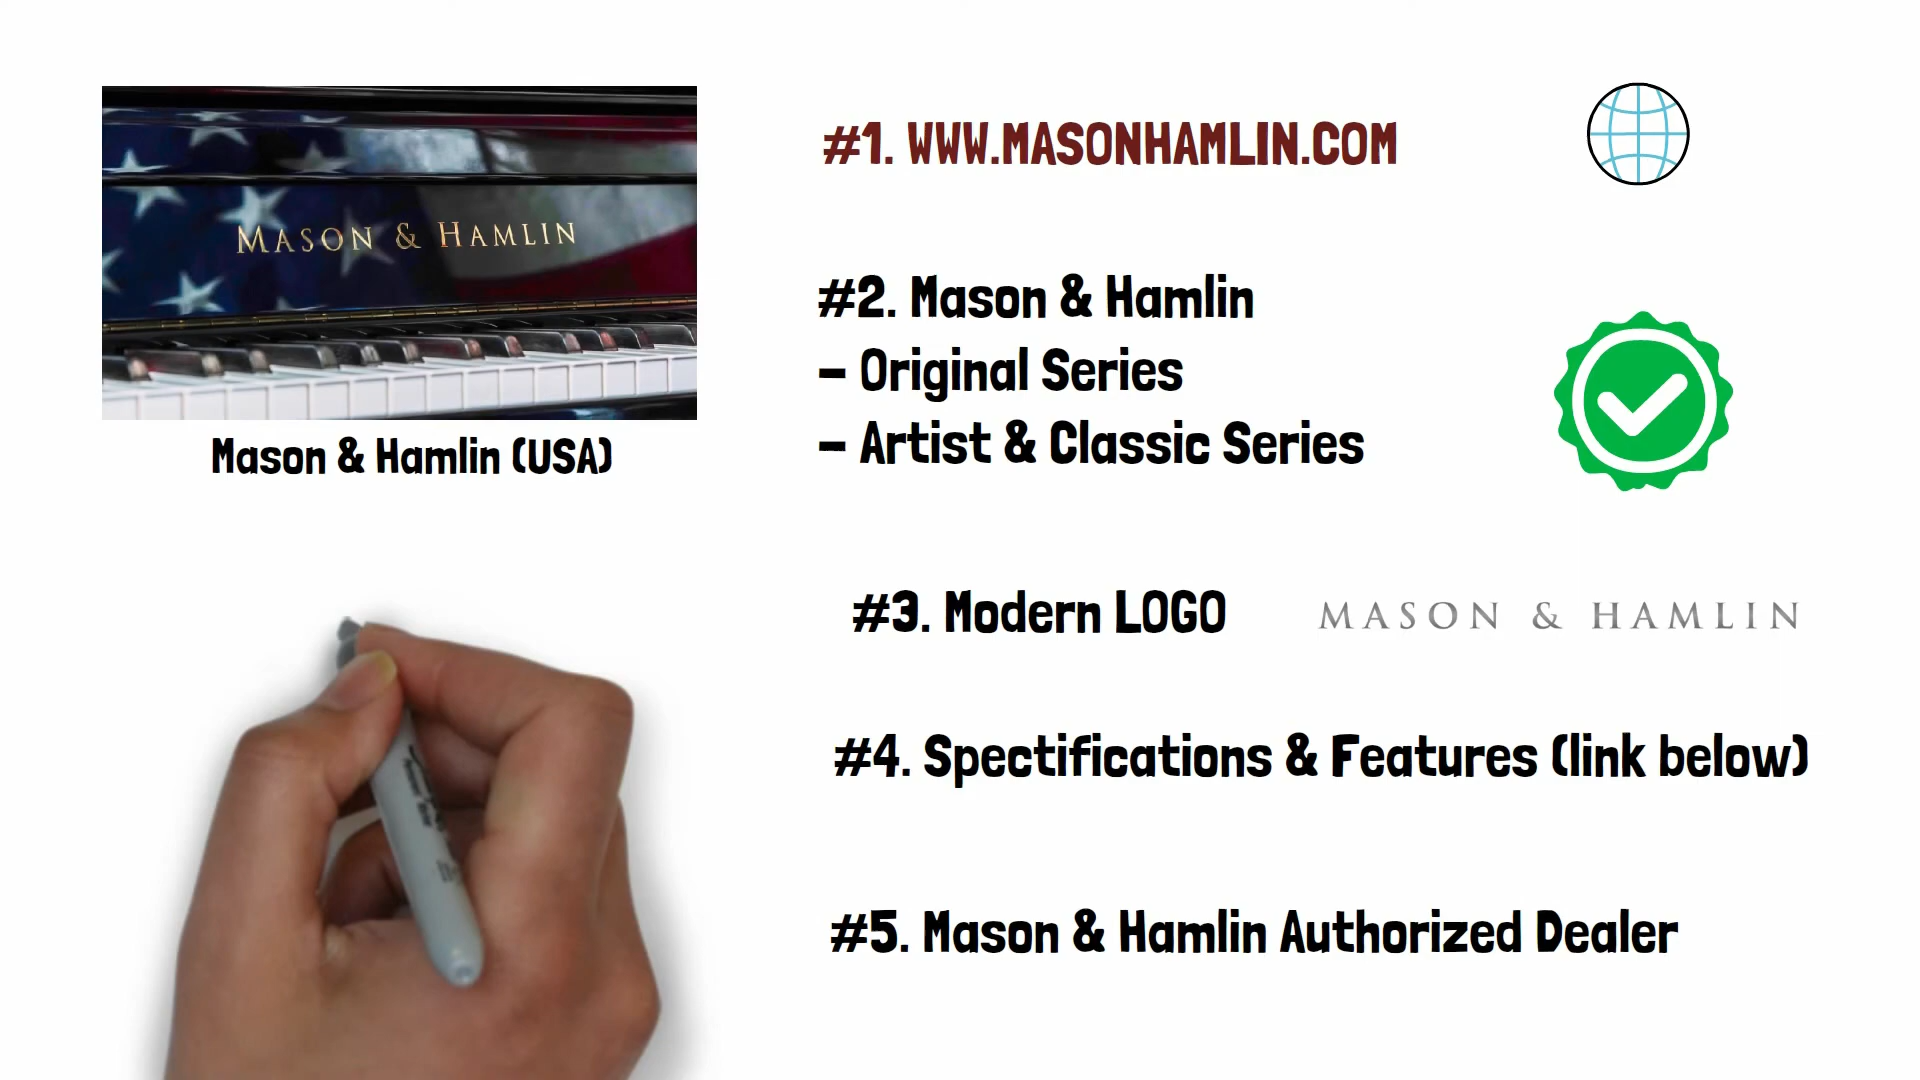 MASON & HAMLIN
Mason & Hamlin (USA)
#1. WWW.MASONHAMLIN.COM
#2. Mason & Hamlin
- Original Series
- Artist & Classic Series
#3. Modern LOGO
MASON & HAMLIN
#4. Spectifications & Features (link below)
#5. Mason & Hamlin Authorized Dealer